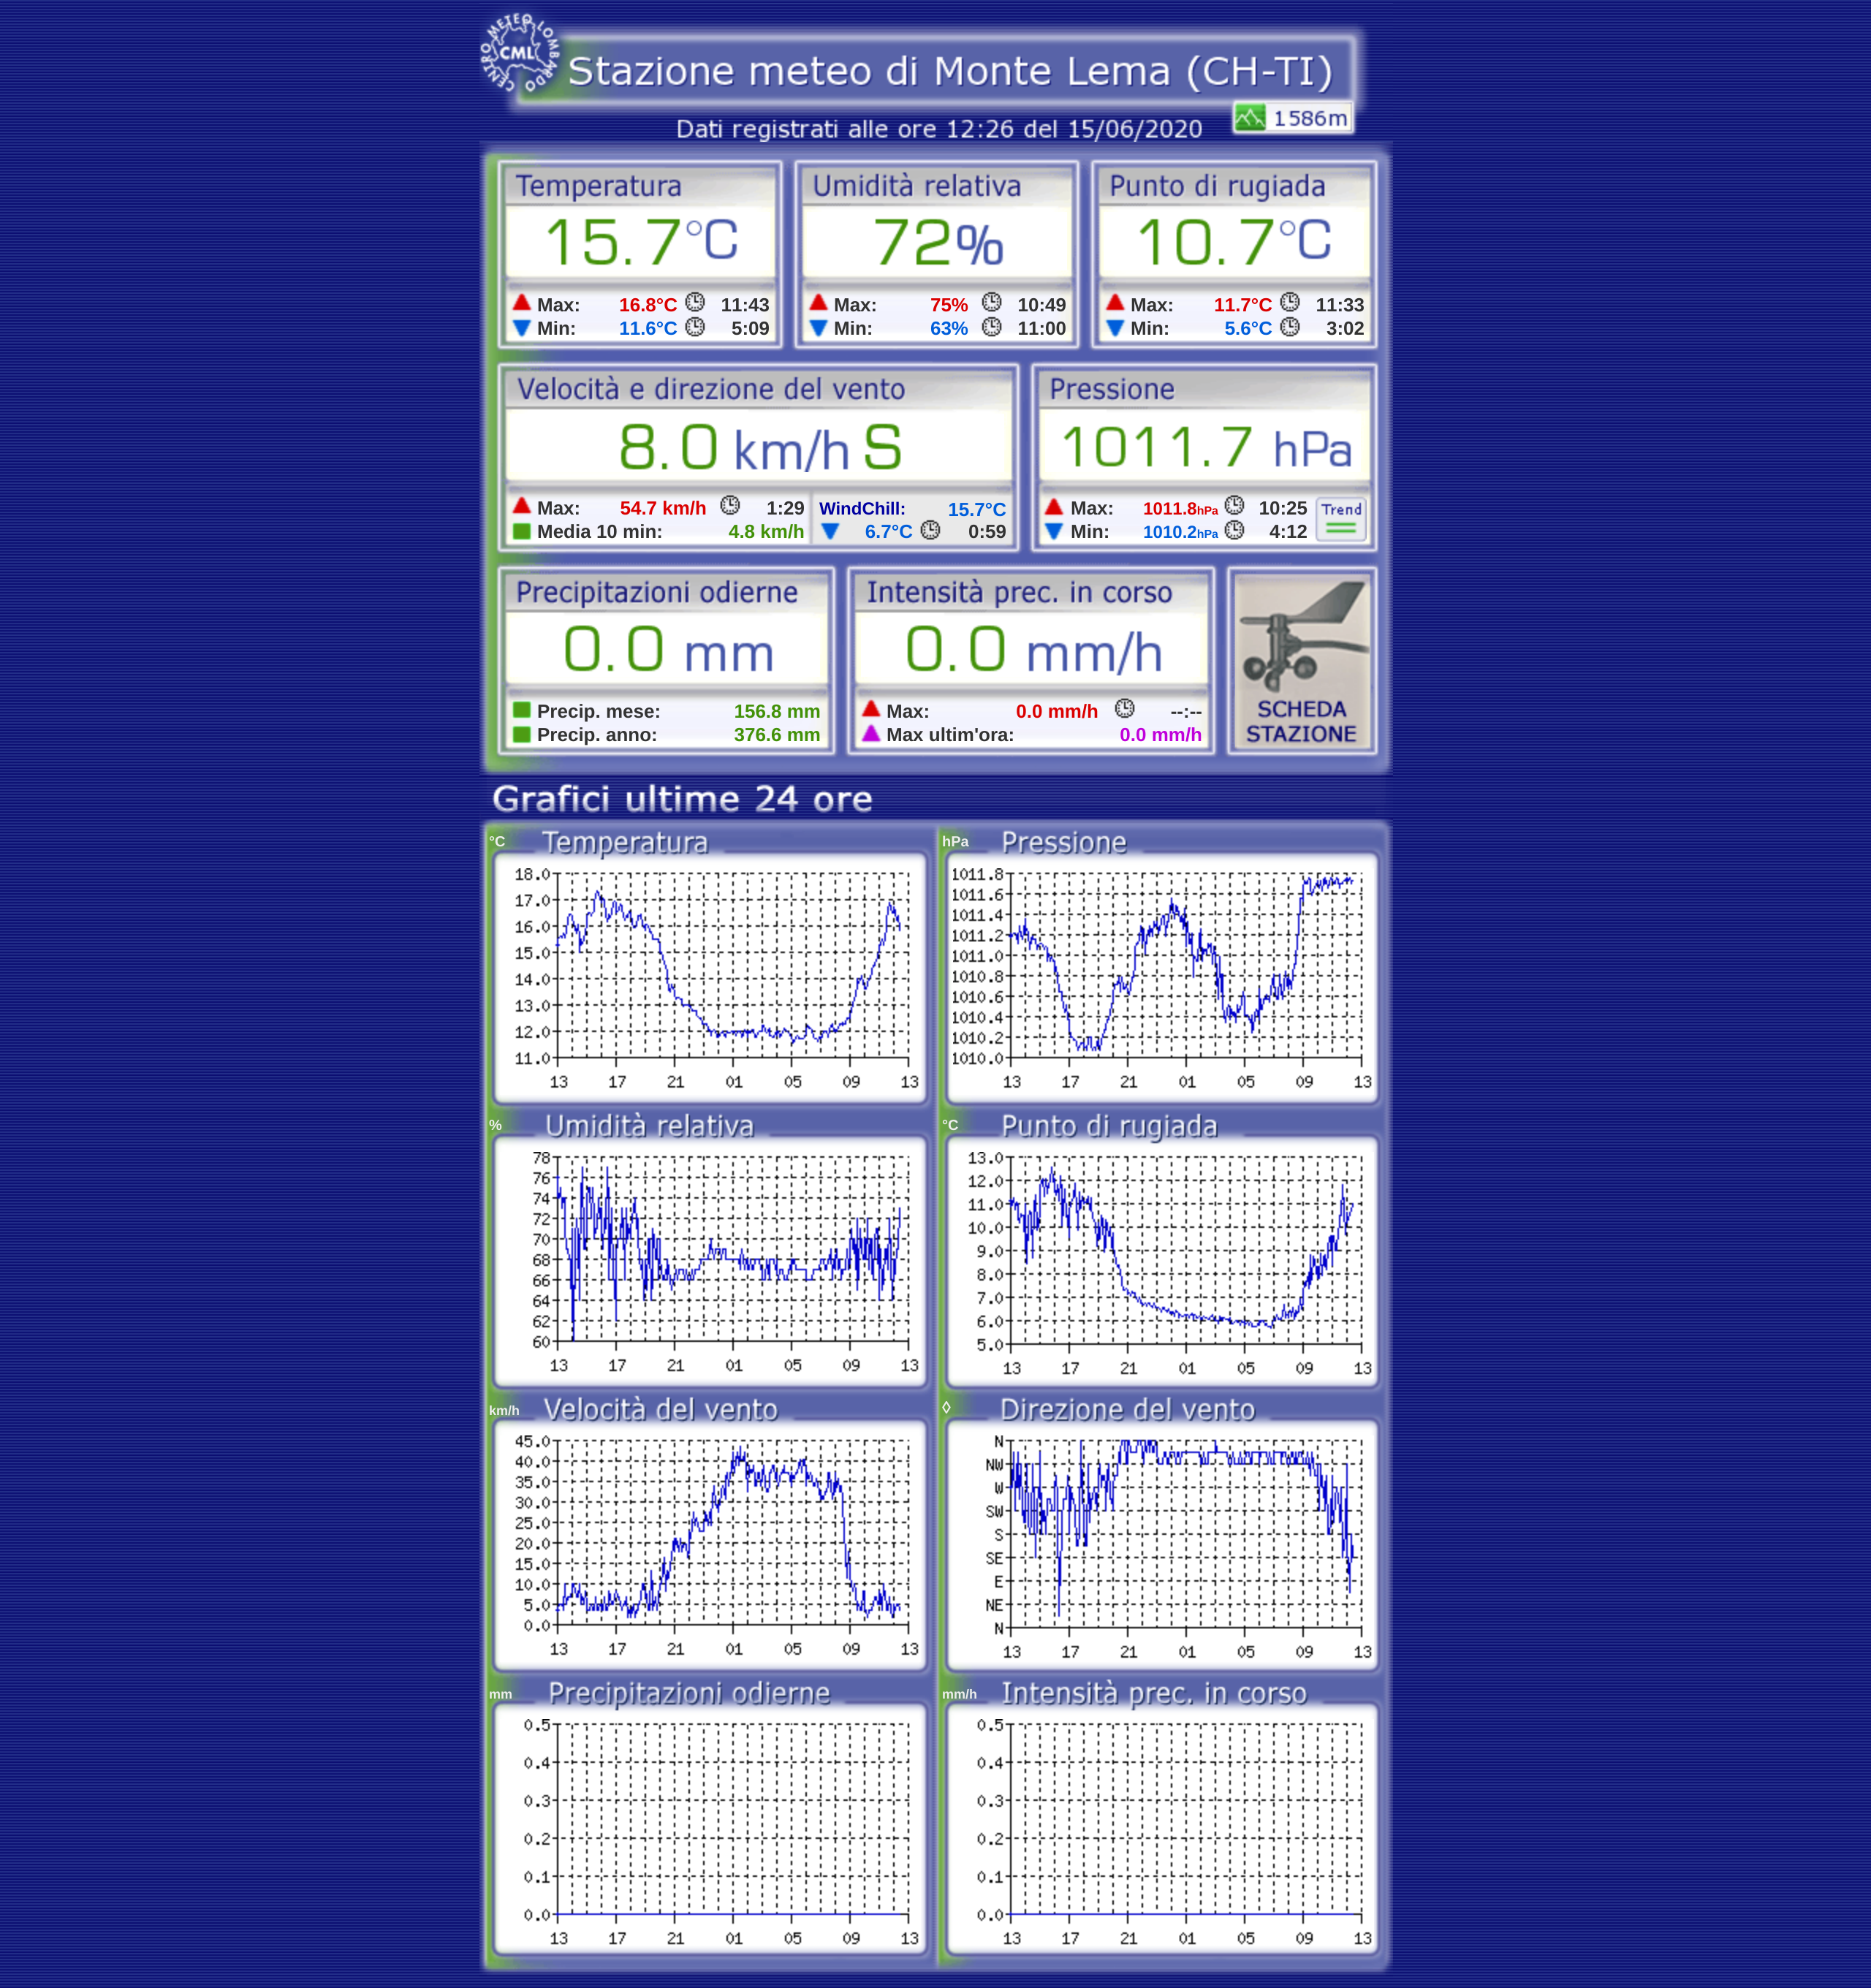 CENTRO METEO LOMBARDO
CML
Stazione meteo di Monte Lema (CH-TI)
1586m
Dati registrati alle ore 12:26 del 15/06/2020
Temperatura
15.7°C
Max: 16.8°C 11:43
Min: 11.6°C 5:09
Umidità relativa
72%
Max: 75% 10:49
Min: 63% 11:00
Punto di rugiada
10.7°C
Max: 11.7°C 11:33
Min: 5.6°C 3:02
Velocità e direzione del vento
8.0 km/h S
Max: 54.7 km/h 1:29
Media 10 min: 4.8 km/h
WindChill: 15.7°C
6.7°C 0:59
Pressione
1011.7 hPa
Max: 1011.8hPa 10:25
Min: 1010.2hPa 4:12
Trend
Precipitazioni odierne
0.0 mm
Precip. mese: 156.8 mm
Precip. anno: 376.6 mm
Intensità prec. in corso
0.0 mm/h
Max: 0.0 mm/h --:--
Max ultim'ora: 0.0 mm/h
SCHEDA
STAZIONE
Grafici ultime 24 ore
°C Temperatura
18.0
17.0
16.0
15.0
14.0
13.0
12.0
11.0
13 17 21 01 05 09 13
hPa Pressione
1011.8
1011.6
1011.4
1011.2
1011.0
1010.8
1010.6
1010.4
1010.2
1010.0
13 17 21 01 05 09 13
% Umidità relativa
78
76
74
72
70
68
66
64
62
60
13 17 21 01 05 09 13
°C Punto di rugiada
13.0
12.0
11.0
10.0
9.0
8.0
7.0
6.0
5.0
13 17 21 01 05 09 13
km/h Velocità del vento
45.0
40.0
35.0
30.0
25.0
20.0
15.0
10.0
5.0
0.0
13 17 21 01 05 09 13
◊ Direzione del vento
N
NW
W
SW
S
SE
E
NE
N
13 17 21 01 05 09 13
mm Precipitazioni odierne
0.5
0.4
0.3
0.2
0.1
0.0
13 17 21 01 05 09 13
mm/h Intensità prec. in corso
0.5
0.4
0.3
0.2
0.1
0.0
13 17 21 01 05 09 13